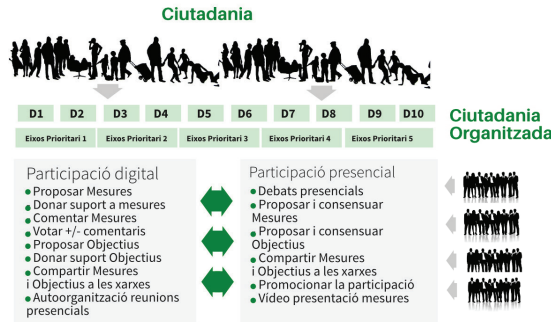 Ciutadania
D1 D2 D3 D4 D5 D6 D7 D8 D9 D10
Eixos Prioritari 1 Eixos Prioritari 2 Eixos Prioritari 3 Eixos Prioritari 4 Eixos Prioritari 5
Ciutadania
Organitzada
Participació digital
Proposar Mesures
Donar suport a mesures
Comentar Mesures
Votar +/- comentaris
Proposar Objectius
Donar suport Objectius
Compartir Mesures
i Objectius a les xarxes
Autoorganització reunions
presencials
Participació presencial
Debats presencials
Proposar i consensuar
Mesures
Proposar i consensuar
Objectius
Compartir Mesures
i Objectius a les xarxes
Promocionar la participació
Vídeo presentació mesures